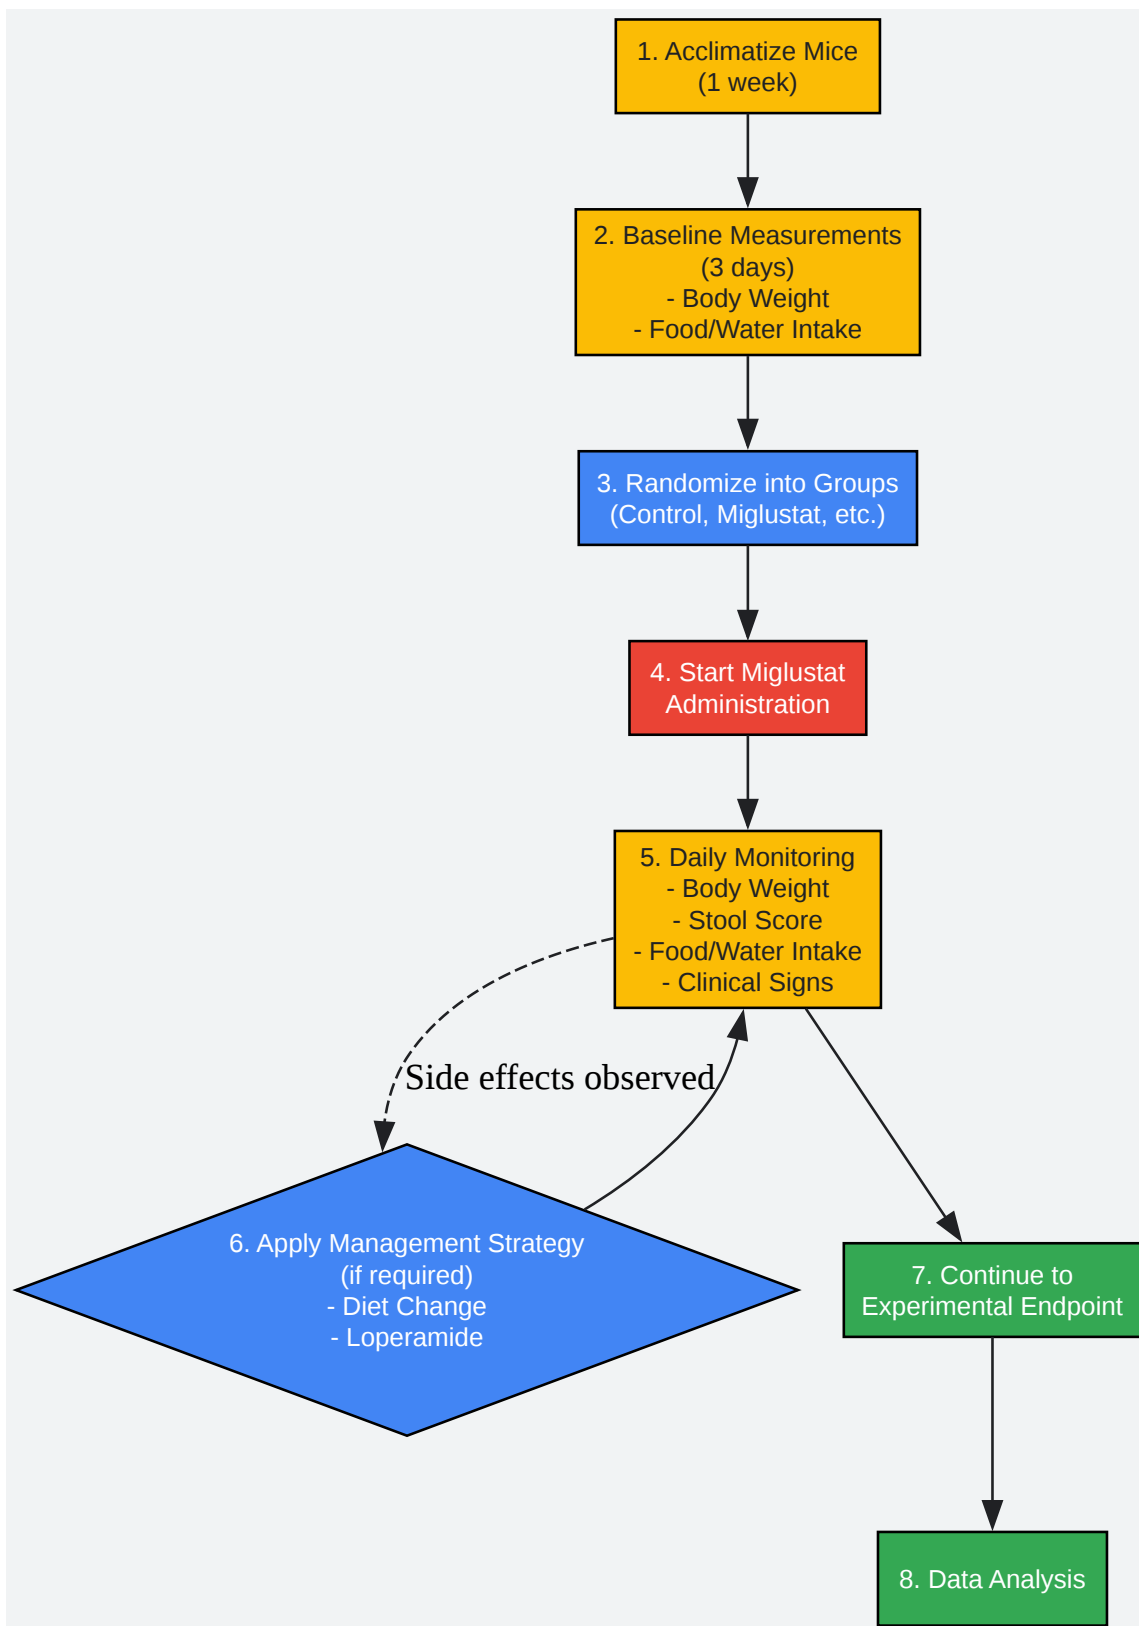 1. Acclimatize Mice
(1 week)
2. Baseline Measurements
(3 days)
- Body Weight
- Food/Water Intake
3. Randomize into Groups
(Control, Miglustat, etc.)
4. Start Miglustat
Administration
5. Daily Monitoring
- Body Weight
- Stool Score
- Food/Water Intake
- Clinical Signs
Side effects observed
6. Apply Management Strategy
(if required)
- Diet Change
- Loperamide
7. Continue to
Experimental Endpoint
8. Data Analysis